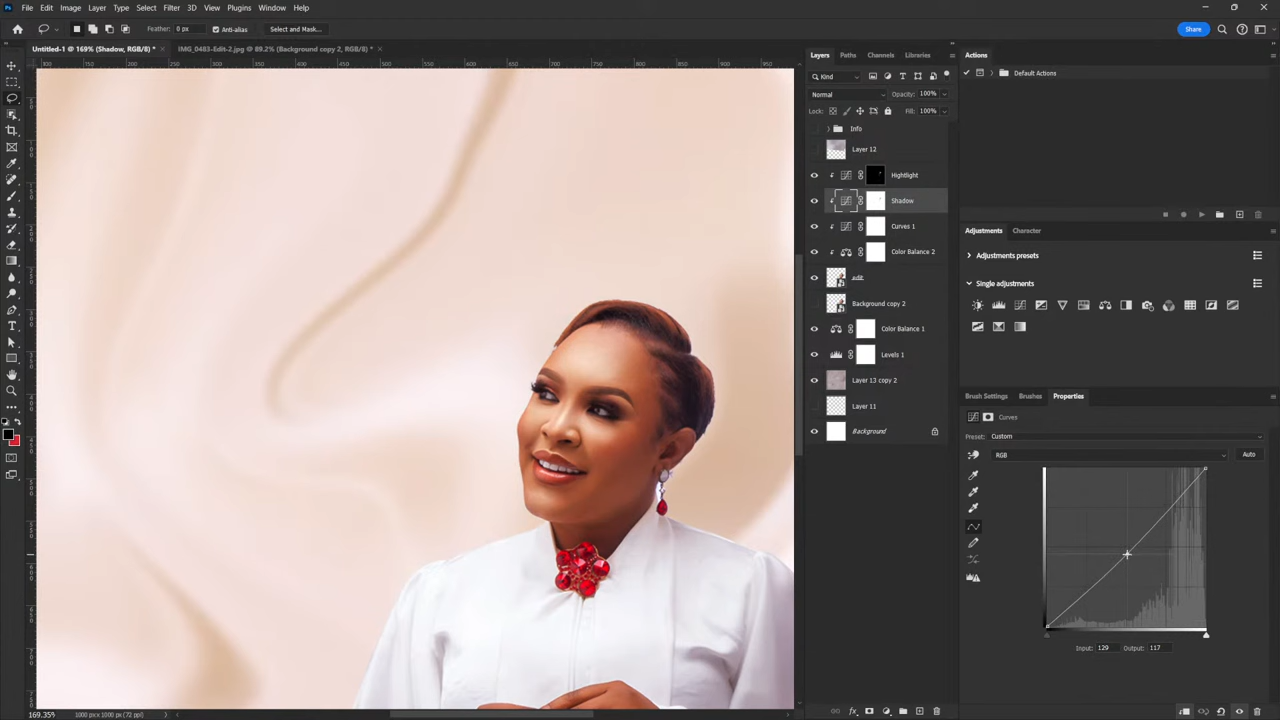 Ps File Edit Image Layer Type Select Filter 3D View Plugins Window Help
Feather: 0 px Anti-alias Select and Mask... Share
Untitled-1 @ 169% (Shadow, RGB/8) * × IMG_0483-Edit-2.jpg @ 89.2% (Background copy 2, RGB/8) * ×
Layers Paths Channels Libraries
Kind
Normal Opacity: 100%
Lock: Fill: 100%
Info
Layer 12
Hightlight
Shadow
Curves 1
Color Balance 2
edit
Background copy 2
Color Balance 1
Levels 1
Layer 13 copy 2
Layer 11
Background
Actions
Default Actions
Adjustments Character
Adjustments presets
Single adjustments
Brush Settings Brushes Properties
Curves
Preset: Custom
RGB Auto
Input: 129 Output: 117
169.35% 1000 px x 1000 px (72 ppi)